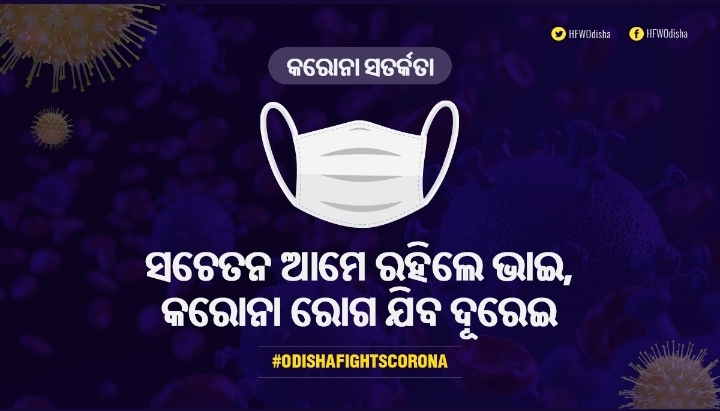 HFWOdisha HFWOdisha
କରୋନା ସତର୍କତା
ସଚେତନ ଆମେ ରହିଲେ ଭାଇ,
କରୋନା ରୋଗ ଯିବ ଦୂରେଇ
#ODISHAFIGHTSCORONA